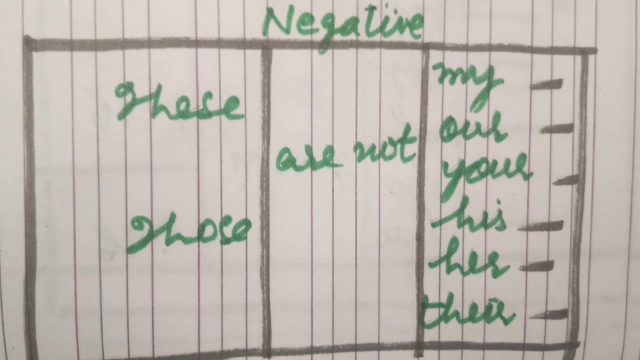 Negative
These
Those
are not
my —
our —
your —
his —
her —
their —